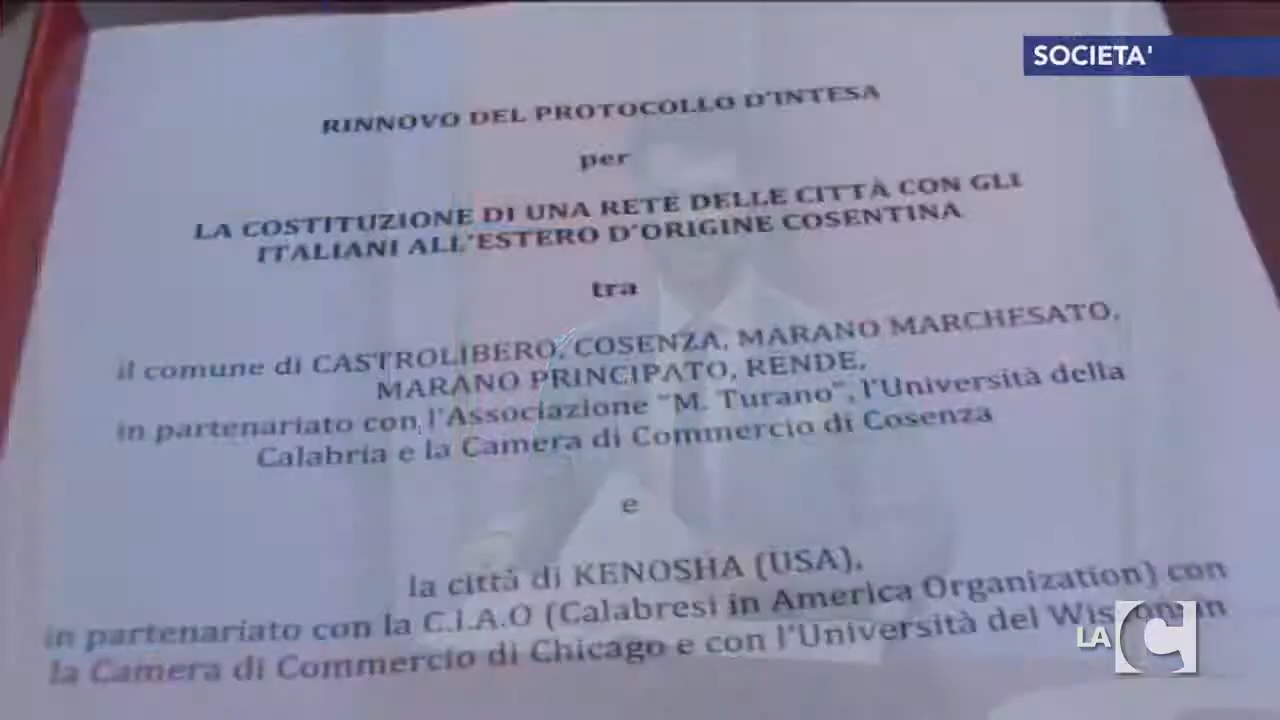 SOCIETA'
RINNOVO DEL PROTOCOLLO D'INTESA
per
LA COSTITUZIONE DI UNA RETE DELLE CITTÀ CON GLI
ITALIANI ALL'ESTERO D'ORIGINE COSENTINA
tra
il comune di CASTROLIBERO, COSENZA, MARANO MARCHESATO,
MARANO PRINCIPATO, RENDE,
in partenariato con l'Associazione "M. Turano", l'Università della
Calabria e la Camera di Commercio di Cosenza
e
la città di KENOSHA (USA),
in partenariato con la C.I.A.O (Calabresi in America Organization) con
la Camera di Commercio di Chicago e con l'Università del Wisconsin
LA C